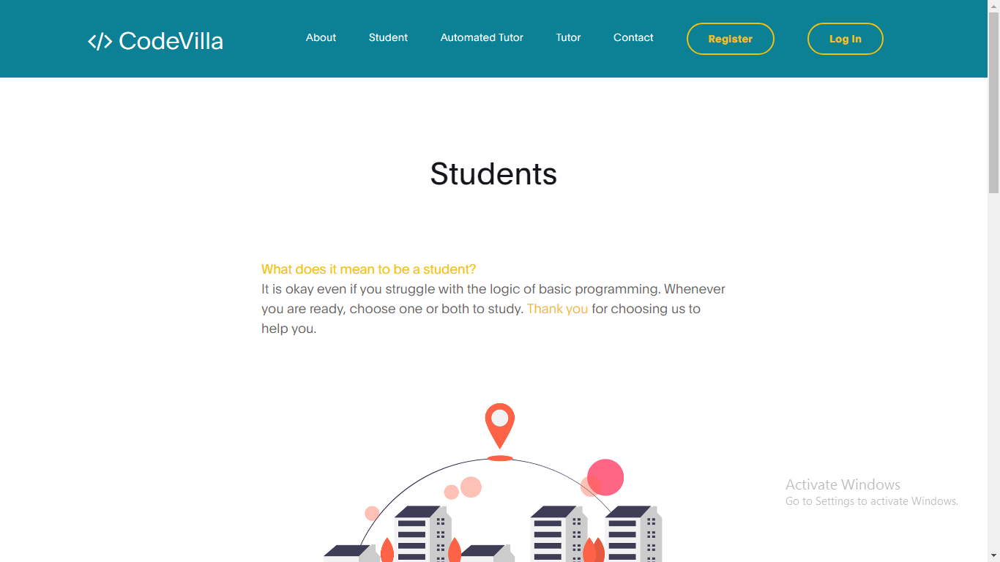 </> CodeVilla
About
Student
Automated Tutor
Tutor
Contact
Register
Log In
Students
What does it mean to be a student?
It is okay even if you struggle with the logic of basic programming. Whenever
you are ready, choose one or both to study. Thank you for choosing us to
help you.
Activate Windows
Go to Settings to activate Windows.